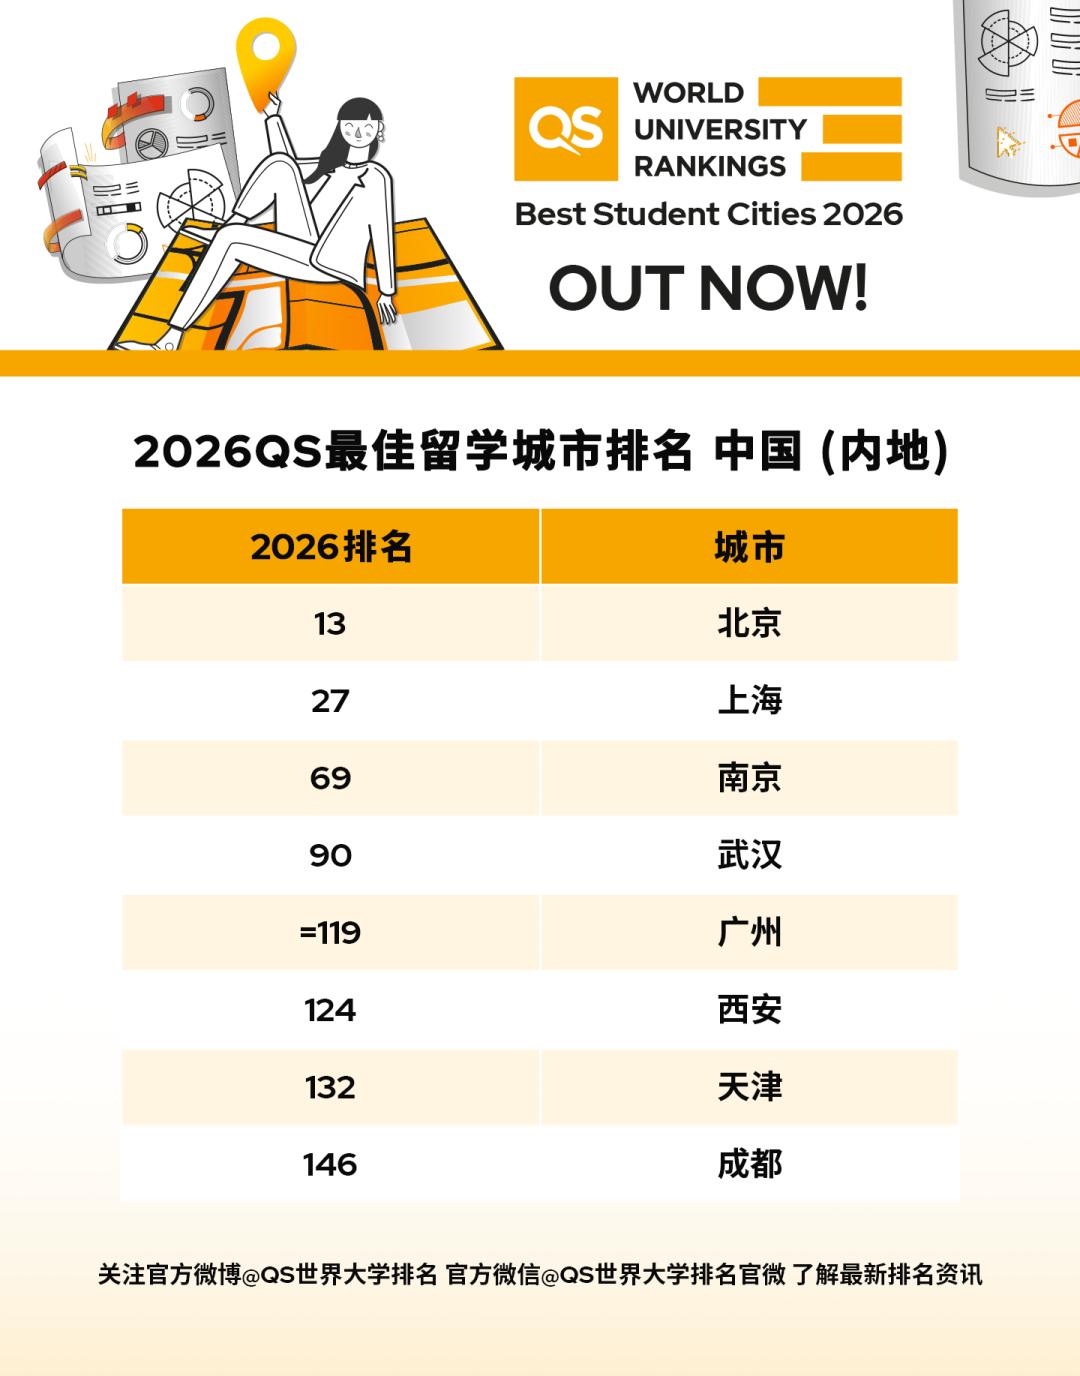 QS
WORLD
UNIVERSITY
RANKINGS
Best Student Cities 2026
OUT NOW!
2026QS最佳留学城市排名 中国 (内地)
2026排名 城市
13 北京
27 上海
69 南京
90 武汉
=119 广州
124 西安
132 天津
146 成都
关注官方微博@QS世界大学排名 官方微信@QS世界大学排名官微 了解最新排名资讯